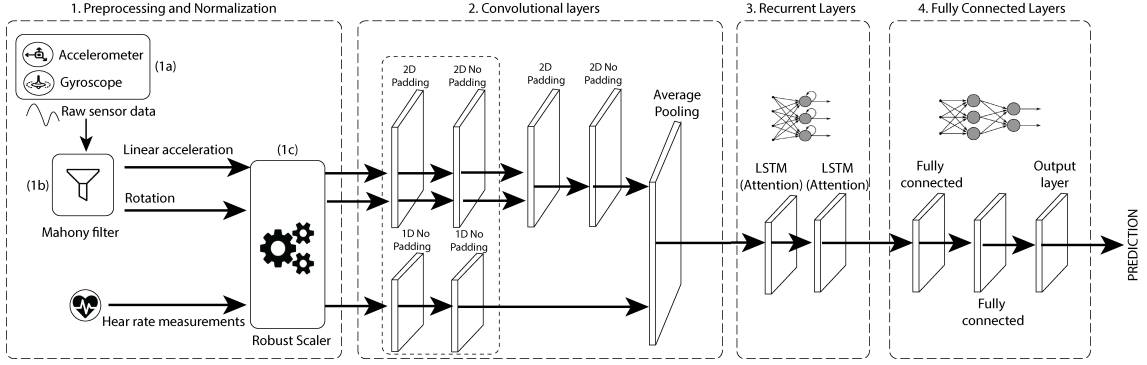 1. Preprocessing and Normalization
Accelerometer
Gyroscope
(1a)
Raw sensor data
(1b)
Mahony filter
Linear acceleration
Rotation
Hear rate measurements
(1c)
Robust Scaler
2. Convolutional layers
2D
Padding
2D No
Padding
2D
Padding
2D No
Padding
1D No
Padding
1D No
Padding
Average
Pooling
3. Recurrent Layers
LSTM
(Attention)
LSTM
(Attention)
4. Fully Connected Layers
Fully
connected
Fully
connected
Output
layer
PREDICTION